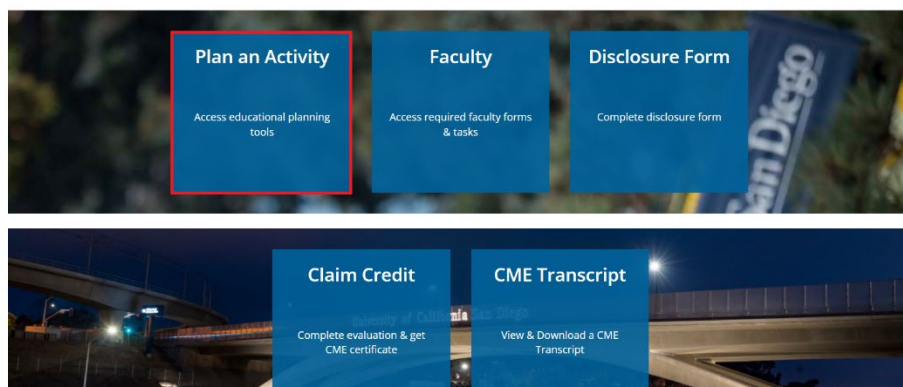 Plan an Activity
Access educational planning
tools
Faculty
Access required faculty forms
& tasks
Disclosure Form
Complete disclosure form
San Diego
Claim Credit
Complete evaluation & get
CME certificate
CME Transcript
View & Download a CME
Transcript
University of California San Diego